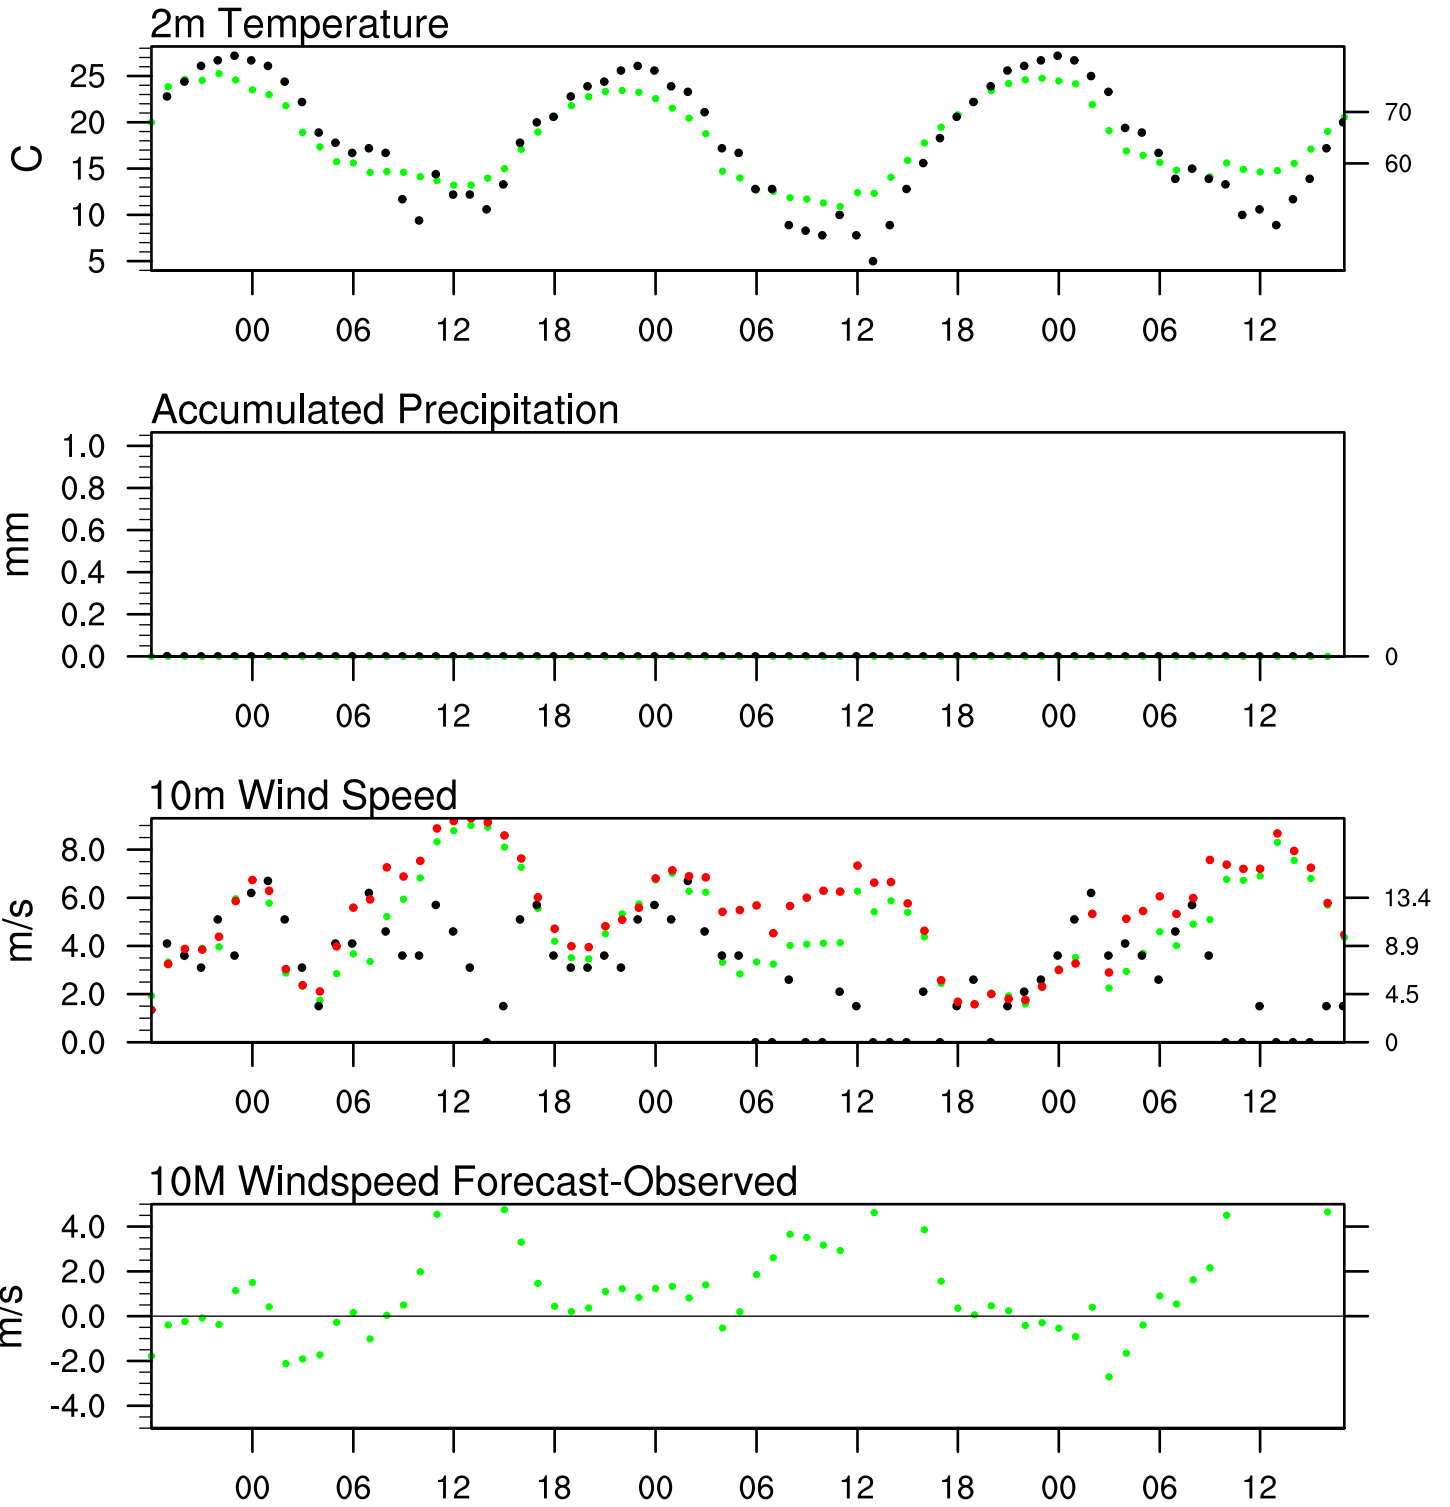 2m Temperature
25
20
15
10
5
C
70
60
00 06 12 18 00 06 12 18 00 06 12
Accumulated Precipitation
1.0
0.8
0.6
0.4
0.2
0.0
mm
0
00 06 12 18 00 06 12 18 00 06 12
10m Wind Speed
8.0
6.0
4.0
2.0
0.0
m/s
13.4
8.9
4.5
0
00 06 12 18 00 06 12 18 00 06 12
10M Windspeed Forecast-Observed
4.0
2.0
0.0
-2.0
-4.0
m/s
00 06 12 18 00 06 12 18 00 06 12